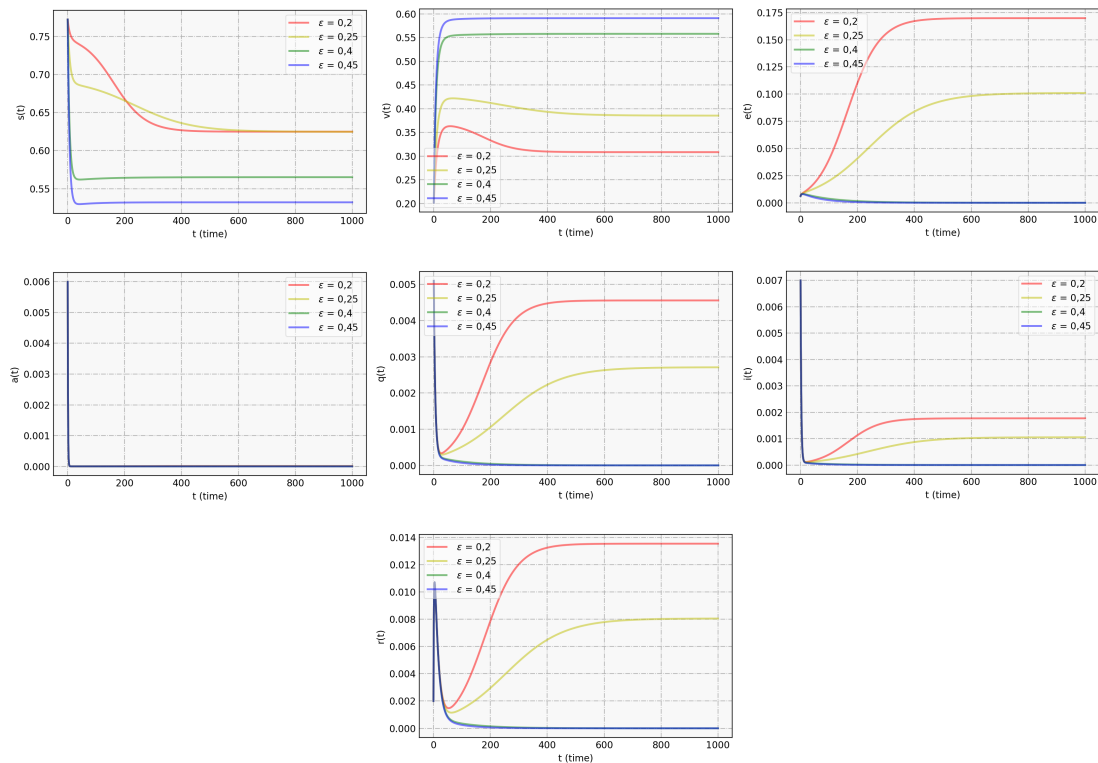 s(t)
0.75
0.70
0.65
0.60
0.55
0 200 400 600 800 1000
t (time)
ε = 0,2
ε = 0,25
ε = 0,4
ε = 0,45
v(t)
0.60
0.55
0.50
0.45
0.40
0.35
0.30
0.25
0.20
0 200 400 600 800 1000
t (time)
ε = 0,2
ε = 0,25
ε = 0,4
ε = 0,45
e(t)
0.175
0.150
0.125
0.100
0.075
0.050
0.025
0.000
0 200 400 600 800 1000
t (time)
ε = 0,2
ε = 0,25
ε = 0,4
ε = 0,45
a(t)
0.006
0.005
0.004
0.003
0.002
0.001
0.000
0 200 400 600 800 1000
t (time)
ε = 0,2
ε = 0,25
ε = 0,4
ε = 0,45
q(t)
0.005
0.004
0.003
0.002
0.001
0.000
0 200 400 600 800 1000
t (time)
ε = 0,2
ε = 0,25
ε = 0,4
ε = 0,45
i(t)
0.007
0.006
0.005
0.004
0.003
0.002
0.001
0.000
0 200 400 600 800 1000
t (time)
ε = 0,2
ε = 0,25
ε = 0,4
ε = 0,45
r(t)
0.014
0.012
0.010
0.008
0.006
0.004
0.002
0.000
0 200 400 600 800 1000
t (time)
ε = 0,2
ε = 0,25
ε = 0,4
ε = 0,45